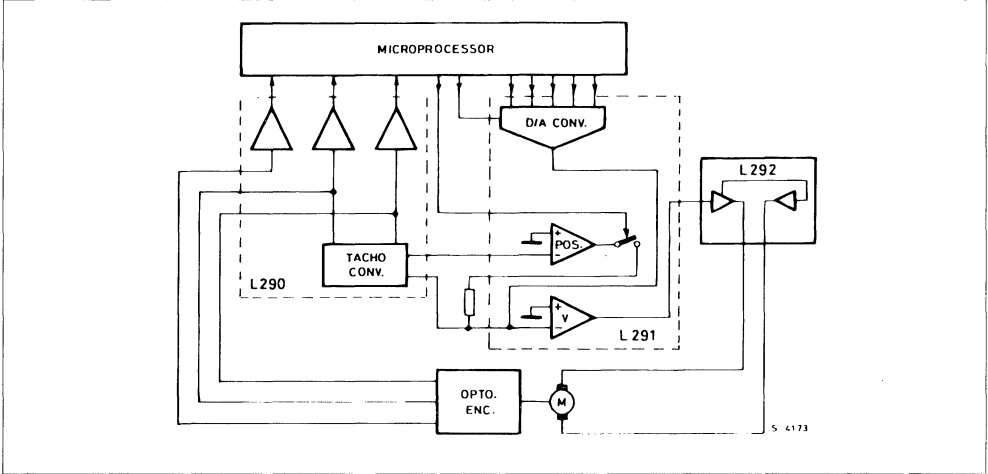 MICROPROCESSOR
D/A CONV.
L292
+
POS.
-
TACHO
CONV.
L290
+
V
-
L291
OPTO.
ENC.
M
S 4173